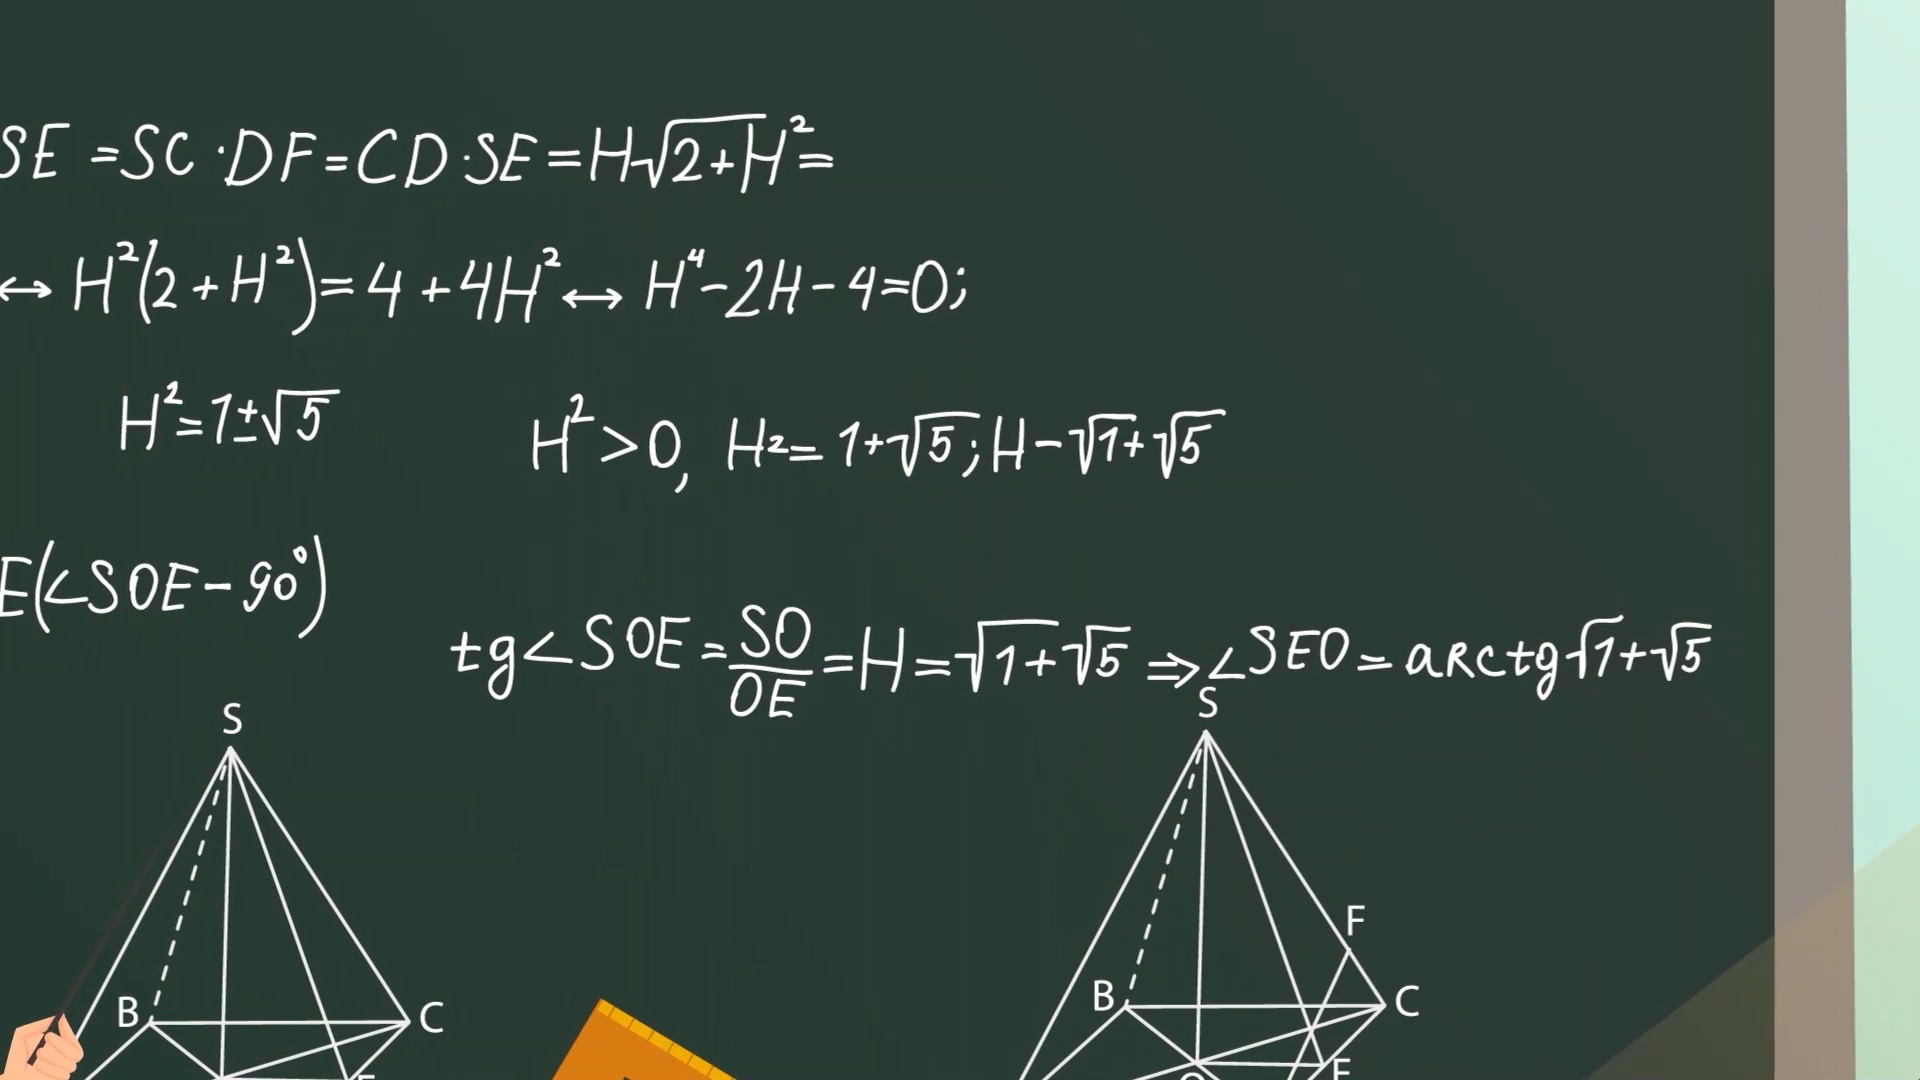 SE =SC·DF=CD·SE=H√2+H²=
↔ H²(2+H²)=4+4H²↔ H⁴-2H-4=0;
H²=1±√5 H²>0, H2=1+√5;H-√1+√5
E(∠SOE-90°)
tg∠SOE=SO/OE=H=√1+√5 ⇒∠SEO=arctg√1+√5
S
S
F
B C
B C
O E